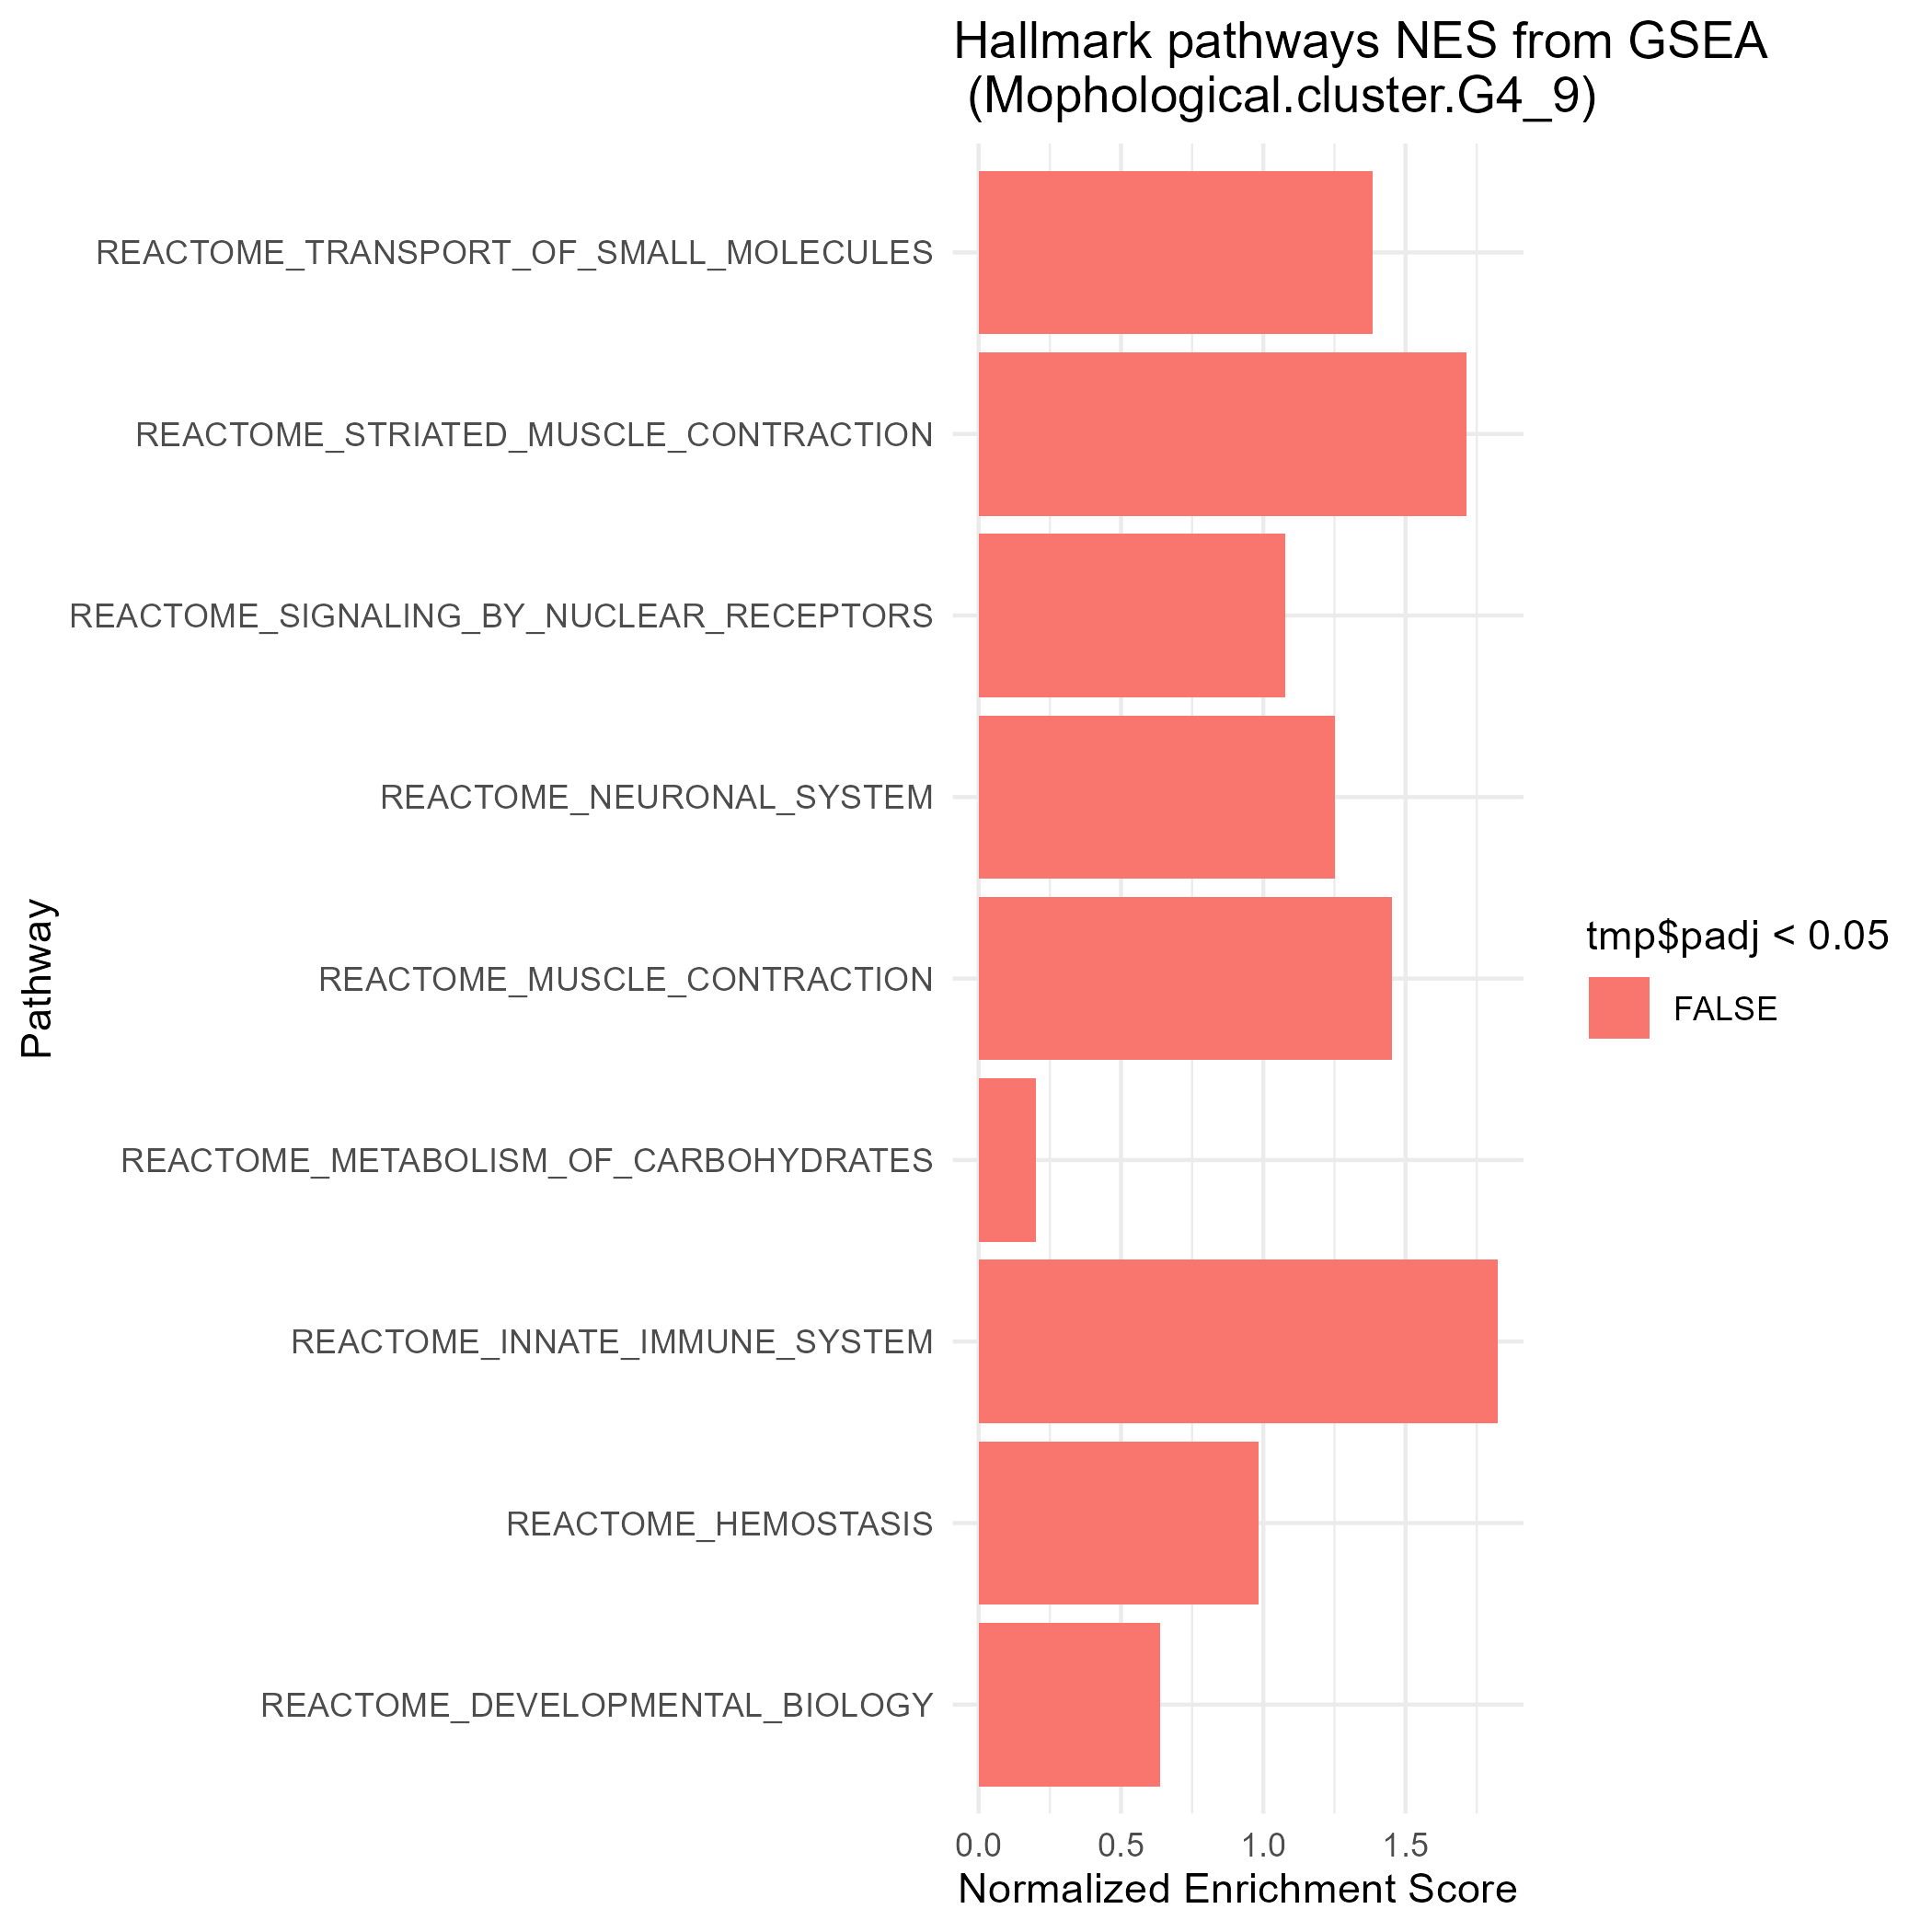 Hallmark pathways NES from GSEA
(Mophological.cluster.G4_9)
REACTOME_TRANSPORT_OF_SMALL_MOLECULES
REACTOME_STRIATED_MUSCLE_CONTRACTION
REACTOME_SIGNALING_BY_NUCLEAR_RECEPTORS
REACTOME_NEURONAL_SYSTEM
REACTOME_MUSCLE_CONTRACTION
REACTOME_METABOLISM_OF_CARBOHYDRATES
REACTOME_INNATE_IMMUNE_SYSTEM
REACTOME_HEMOSTASIS
REACTOME_DEVELOPMENTAL_BIOLOGY
Pathway
0.0 0.5 1.0 1.5
Normalized Enrichment Score
tmp$padj < 0.05
FALSE